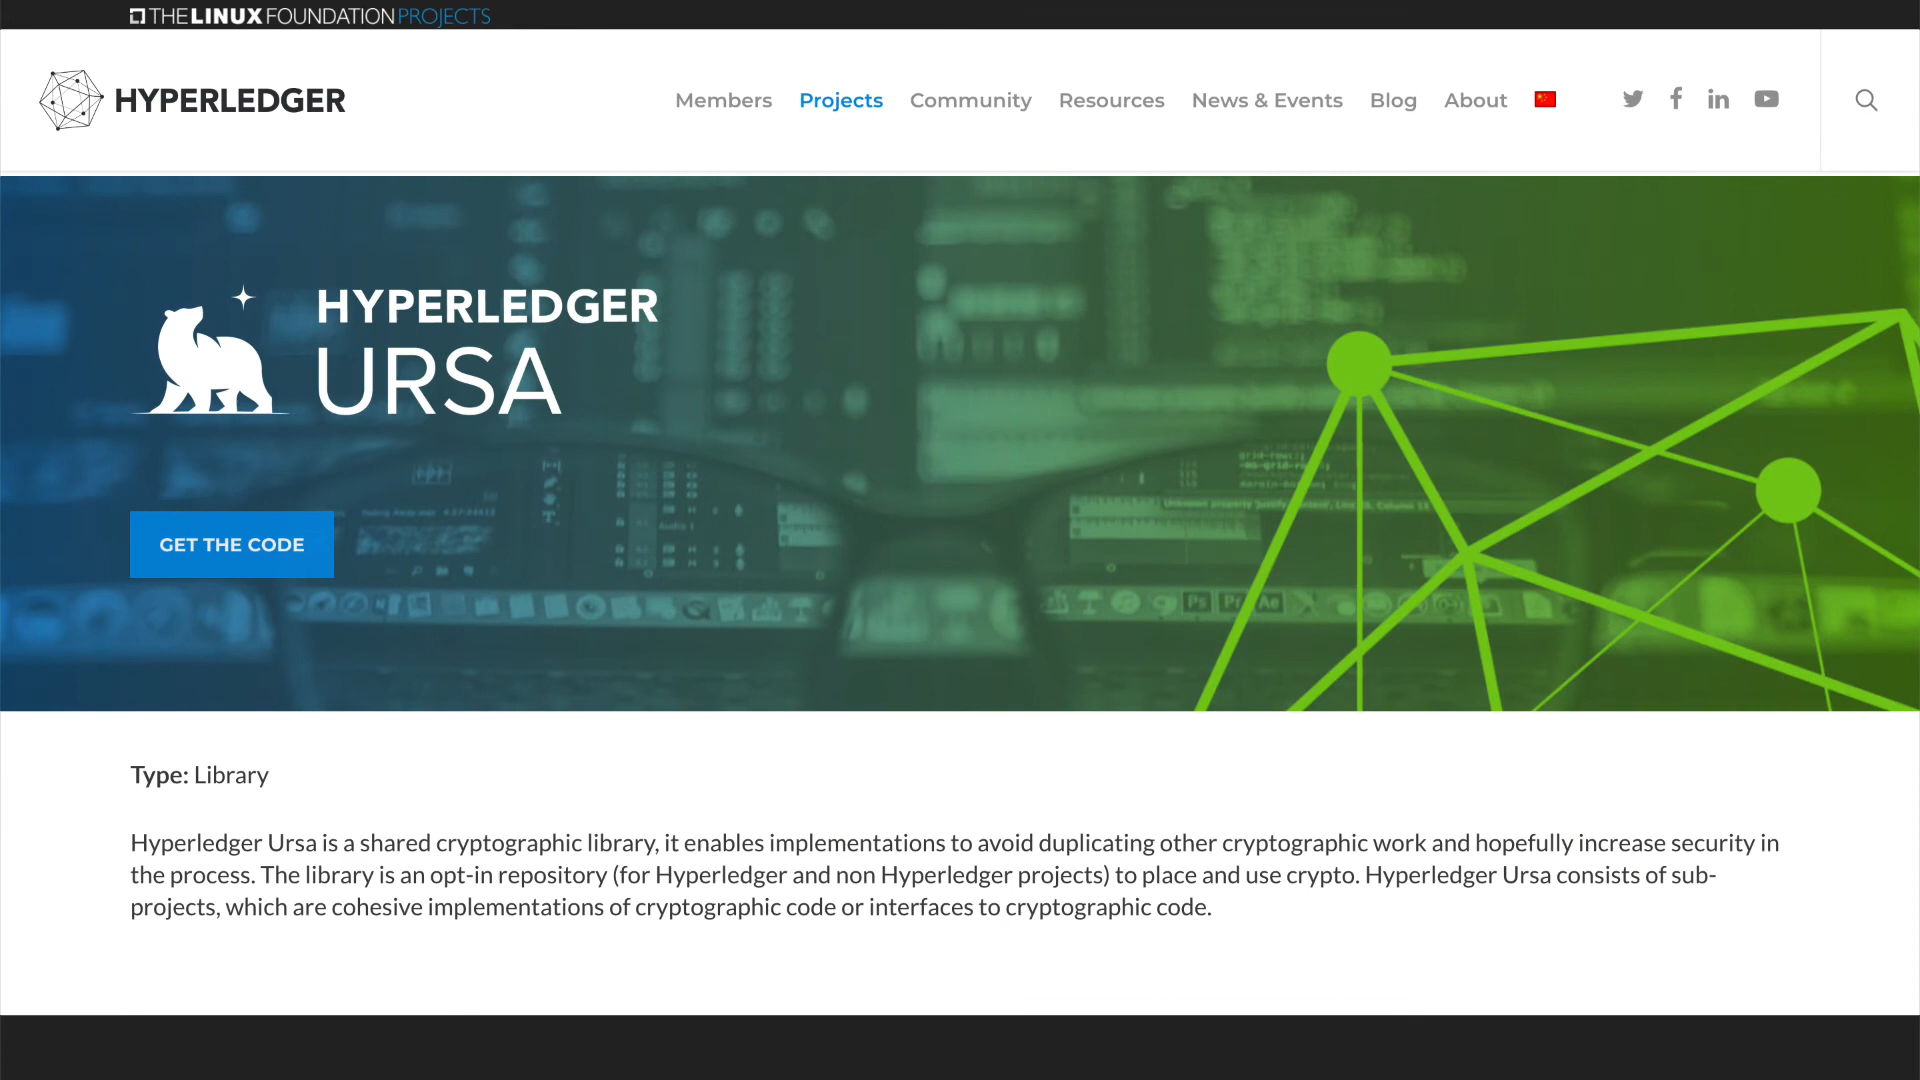 THE LINUX FOUNDATION PROJECTS
HYPERLEDGER
Members Projects Community Resources News & Events Blog About
HYPERLEDGER
URSA
GET THE CODE
Ps Pr Ae
Type: Library
Hyperledger Ursa is a shared cryptographic library, it enables implementations to avoid duplicating other cryptographic work and hopefully increase security in
the process. The library is an opt-in repository (for Hyperledger and non Hyperledger projects) to place and use crypto. Hyperledger Ursa consists of sub-
projects, which are cohesive implementations of cryptographic code or interfaces to cryptographic code.